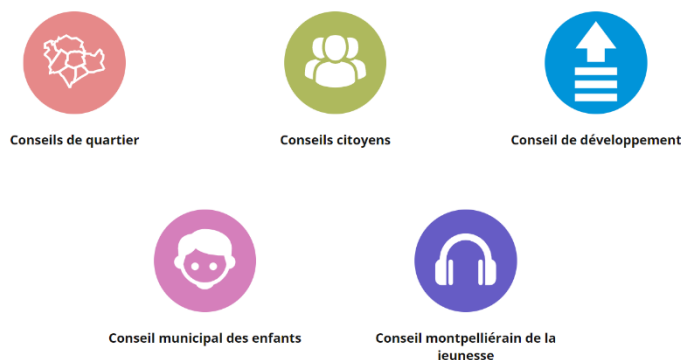 Conseils de quartier
Conseils citoyens
Conseil de développement
Conseil municipal des enfants
Conseil montpelliérain de la
jeunesse